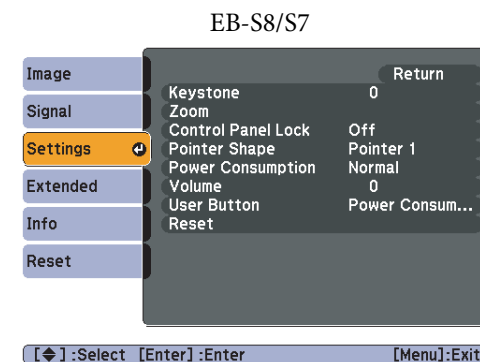 EB-S8/S7
Image
Signal
Settings
Extended
Info
Reset
Return
Keystone 0
Zoom
Control Panel Lock Off
Pointer Shape Pointer 1
Power Consumption Normal
Volume 0
User Button Power Consum...
Reset
[◆] :Select [Enter] :Enter [Menu]:Exit